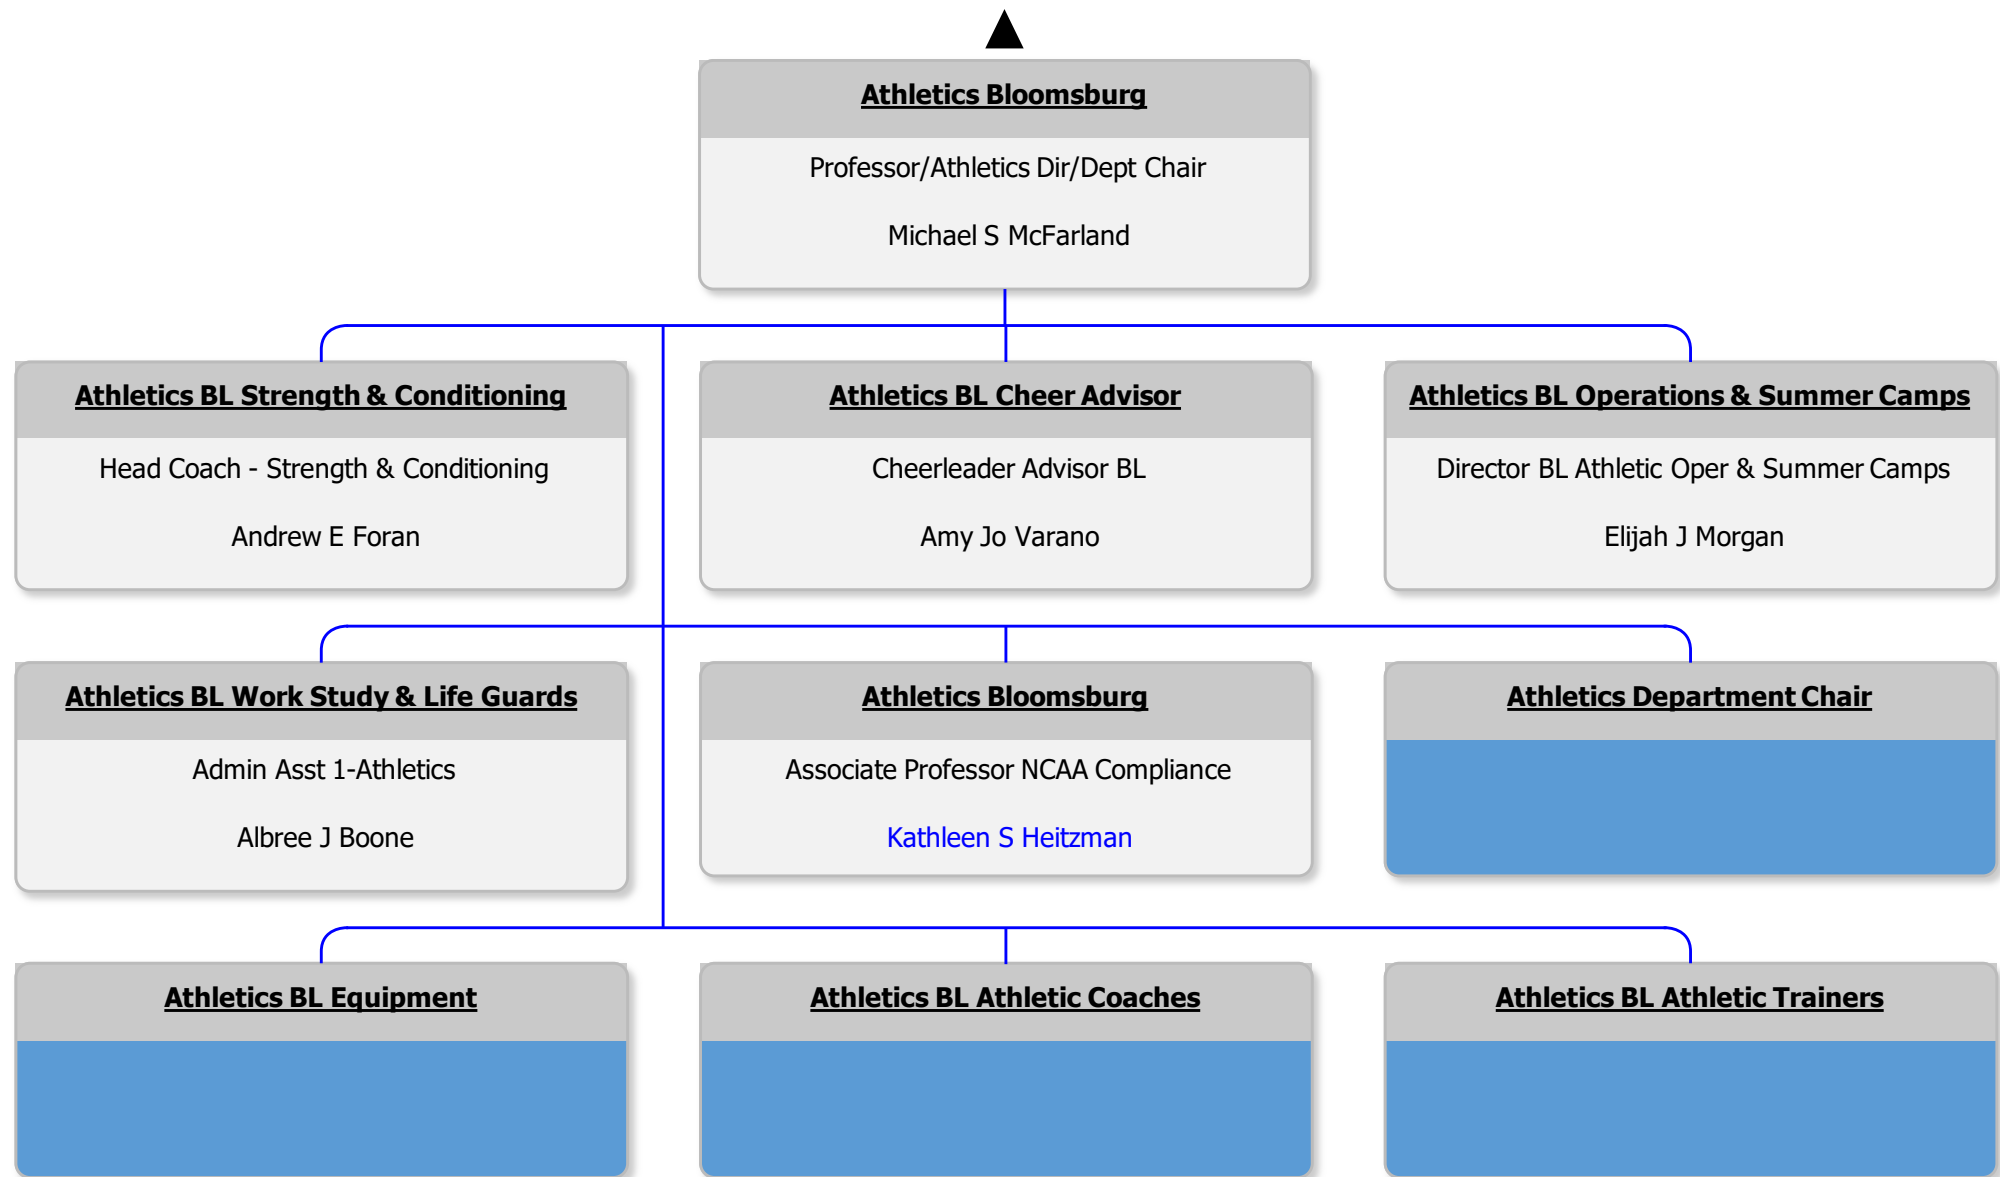 Athletics Bloomsburg
Professor/Athletics Dir/Dept Chair
Michael S McFarland
Athletics BL Strength & Conditioning
Head Coach - Strength & Conditioning
Andrew E Foran
Athletics BL Cheer Advisor
Cheerleader Advisor BL
Amy Jo Varano
Athletics BL Operations & Summer Camps
Director BL Athletic Oper & Summer Camps
Elijah J Morgan
Athletics BL Work Study & Life Guards
Admin Asst 1-Athletics
Albree J Boone
Athletics Bloomsburg
Associate Professor NCAA Compliance
Kathleen S Heitzman
Athletics Department Chair
Athletics BL Equipment
Athletics BL Athletic Coaches
Athletics BL Athletic Trainers